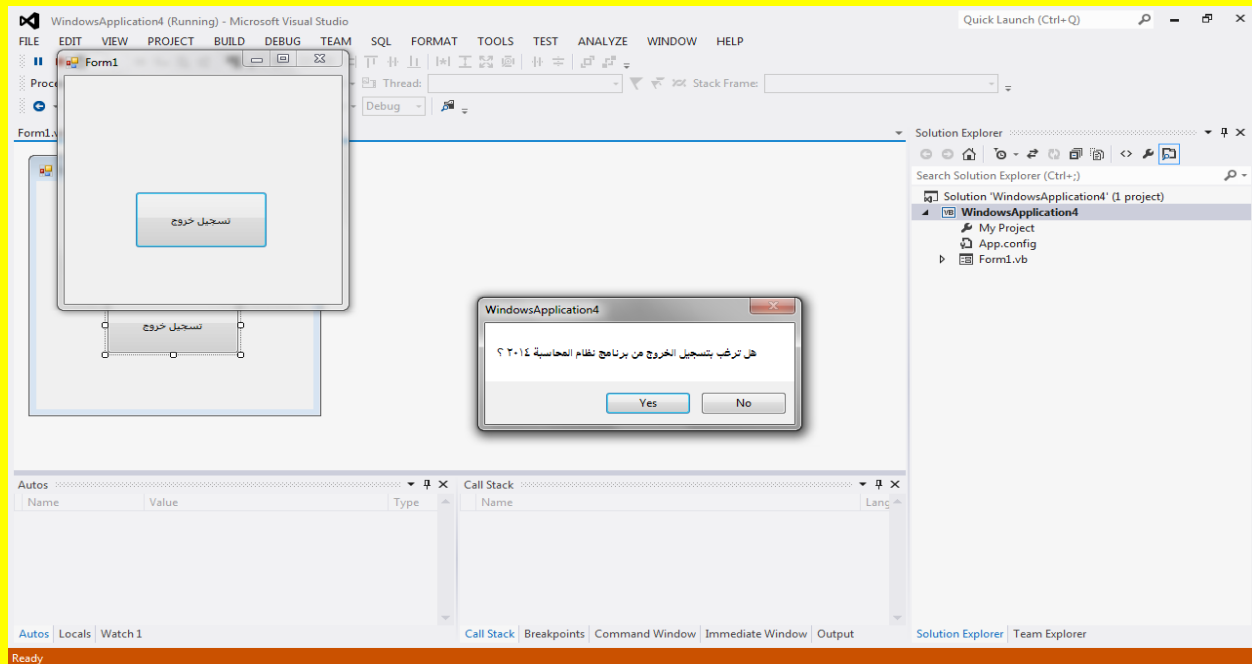 WindowsApplication4 (Running) - Microsoft Visual Studio
Quick Launch (Ctrl+Q)
FILE EDIT VIEW PROJECT BUILD DEBUG TEAM SQL FORMAT TOOLS TEST ANALYZE WINDOW HELP
Form1
Thread:
Stack Frame:
Debug
تسجيل خروج
تسجيل خروج
WindowsApplication4
هل ترغب بتسجيل الخروج من برنامج نظام المحاسبة ٢٠١٤ ؟
Yes No
Solution Explorer
Search Solution Explorer (Ctrl+;)
Solution 'WindowsApplication4' (1 project)
VB WindowsApplication4
My Project
App.config
Form1.vb
Autos
Name Value Type
Call Stack
Name
Autos Locals Watch 1
Call Stack Breakpoints Command Window Immediate Window Output
Solution Explorer Team Explorer
Ready